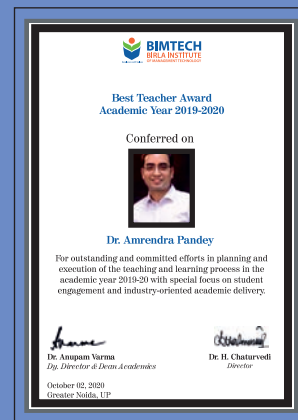 BIMTECH
BIRLA INSTITUTE
OF MANAGEMENT TECHNOLOGY
Best Teacher Award
Academic Year 2019-2020
Conferred on
Dr. Amrendra Pandey
For outstanding and committed efforts in planning and
execution of the teaching and learning process in the
academic year 2019-20 with special focus on student
engagement and industry-oriented academic delivery.
Dr. Anupam Varma
Dy. Director & Dean Academics
Dr. H. Chaturvedi
Director
October 02, 2020
Greater Noida, UP